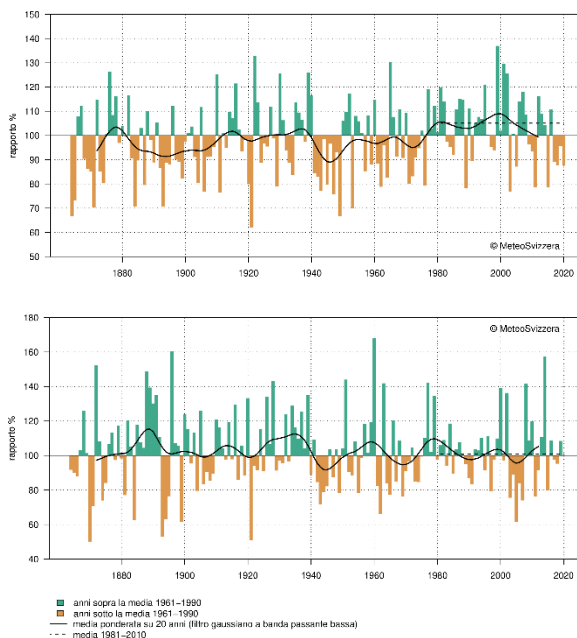 150
140
130
120
110
100
90
80
70
60
50
rapporto %
© MeteoSvizzera
1880 1900 1920 1940 1960 1980 2000 2020
180
160
140
120
100
80
60
40
rapporto %
© MeteoSvizzera
1880 1900 1920 1940 1960 1980 2000 2020
anni sopra la media 1961–1990
anni sotto la media 1961–1990
media ponderata su 20 anni (filtro gaussiano a banda passante bassa)
media 1981–2010